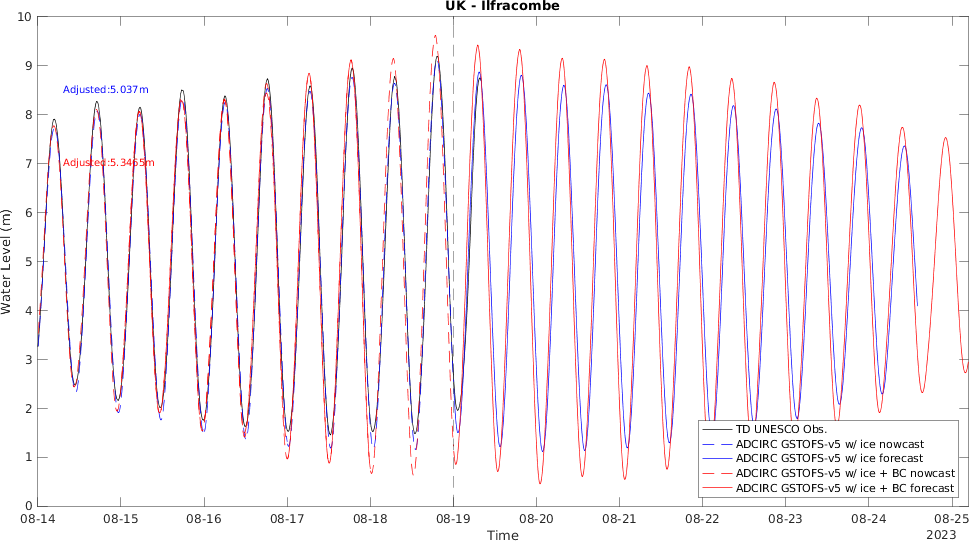 UK - Ilfracombe
10
9
8
7
6
5
4
3
2
1
0
Water Level (m)
Adjusted:5.037m
Adjusted:5.3465m
TD UNESCO Obs.
ADCIRC GSTOFS-v5 w/ ice nowcast
ADCIRC GSTOFS-v5 w/ ice forecast
ADCIRC GSTOFS-v5 w/ ice + BC nowcast
ADCIRC GSTOFS-v5 w/ ice + BC forecast
08-14 08-15 08-16 08-17 08-18 08-19 08-20 08-21 08-22 08-23 08-24 08-25
Time
2023